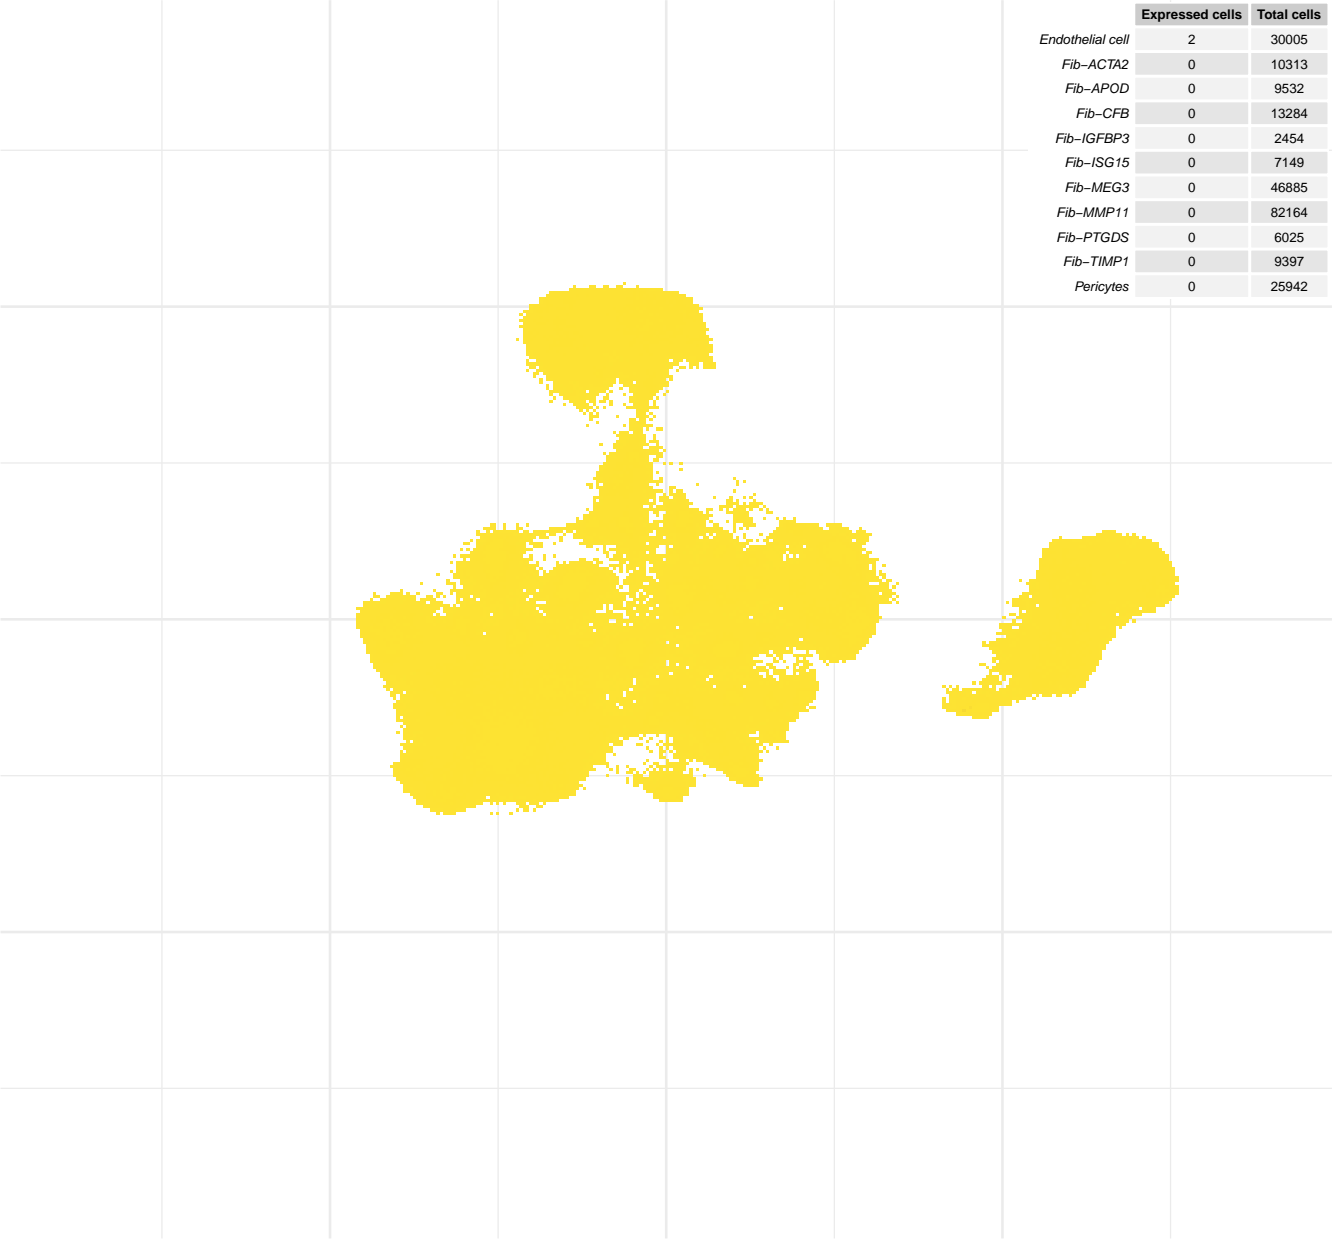 Expressed cells Total cells
Endothelial cell 2 30005
Fib−ACTA2 0 10313
Fib−APOD 0 9532
Fib−CFB 0 13284
Fib−IGFBP3 0 2454
Fib−ISG15 0 7149
Fib−MEG3 0 46885
Fib−MMP11 0 82164
Fib−PTGDS 0 6025
Fib−TIMP1 0 9397
Pericytes 0 25942